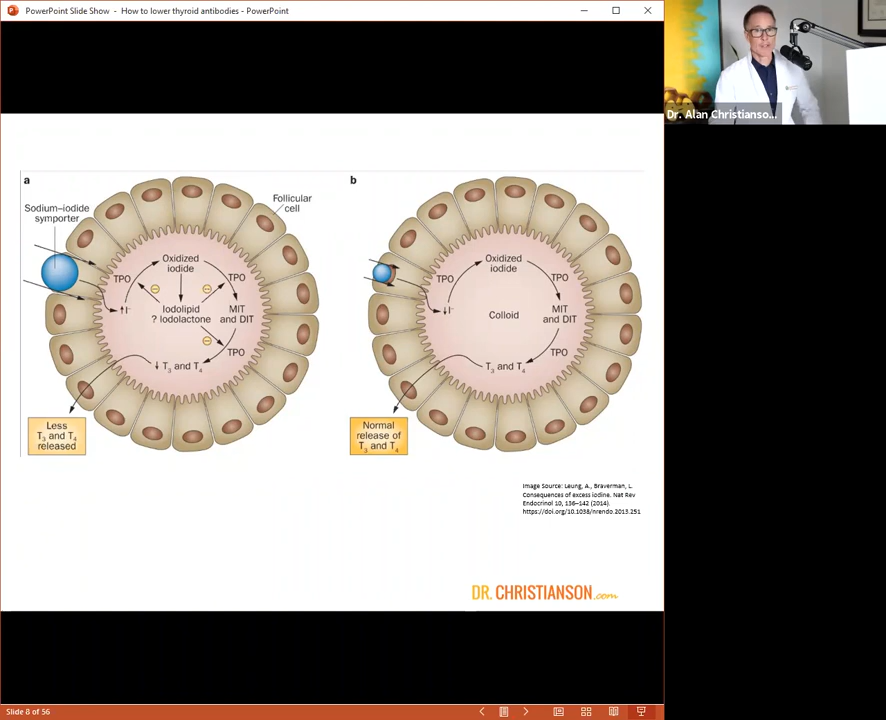 PowerPoint Slide Show - How to lower thyroid antibodies - PowerPoint
Dr. Alan Christianso...
a
Sodium–iodide
symporter
Follicular
cell
TPO
Oxidized
iodide
TPO
↑I⁻
Iodolipid
? Iodolactone
MIT
and DIT
TPO
↓ T3 and T4
Less
T3 and T4
released
b
TPO
Oxidized
iodide
TPO
↓I⁻
Colloid
MIT
and DIT
TPO
T3 and T4
Normal
release of
T3 and T4
Image Source: Leung, A., Braverman, L.
Consequences of excess iodine. Nat Rev
Endocrinol 10, 136–142 (2014).
https://doi.org/10.1038/nrendo.2013.251
DR. CHRISTIANSON.com
Slide 8 of 56